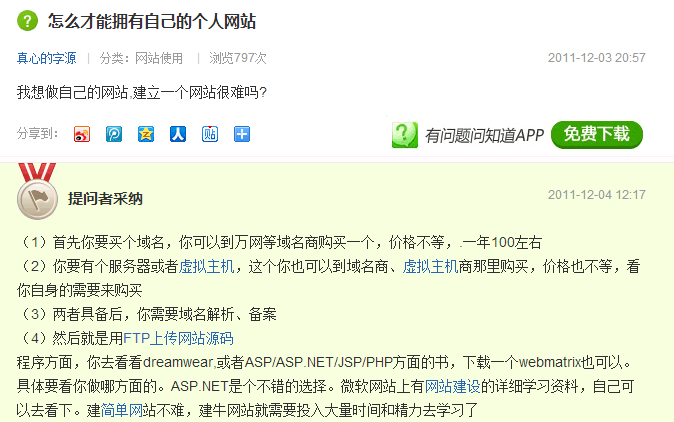 怎么才能拥有自己的个人网站
真心的字源 | 分类：网站使用 | 浏览797次 2011-12-03 20:57
我想做自己的网站,建立一个网站很难吗?
分享到： 贴 有问题问知道APP 免费下载
提问者采纳 2011-12-04 12:17
（1）首先你要买个域名，你可以到万网等域名商购买一个，价格不等，.一年100左右
（2）你要有个服务器或者虚拟主机，这个你也可以到域名商、虚拟主机商那里购买，价格也不等，看
你自身的需要来购买
（3）两者具备后，你需要域名解析、备案
（4）然后就是用FTP上传网站源码
程序方面，你去看看dreamwear,或者ASP/ASP.NET/JSP/PHP方面的书，下载一个webmatrix也可以。
具体要看你做哪方面的。ASP.NET是个不错的选择。微软网站上有网站建设的详细学习资料，自己可
以去看下。建简单网站不难，建牛网站就需要投入大量时间和精力去学习了